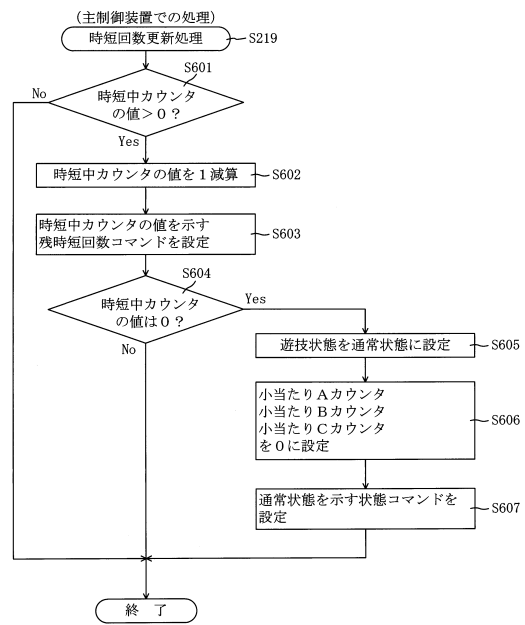 （主制御装置での処理）
時短回数更新処理
S219
S601
No
時短中カウンタ
の値＞０？
Yes
時短中カウンタの値を１減算
S602
時短中カウンタの値を示す
残時短回数コマンドを設定
S603
S604
時短中カウンタ
の値は０？
Yes
No
遊技状態を通常状態に設定
S605
小当たりＡカウンタ
小当たりＢカウンタ
小当たりＣカウンタ
を０に設定
S606
通常状態を示す状態コマンドを
設定
S607
終　了